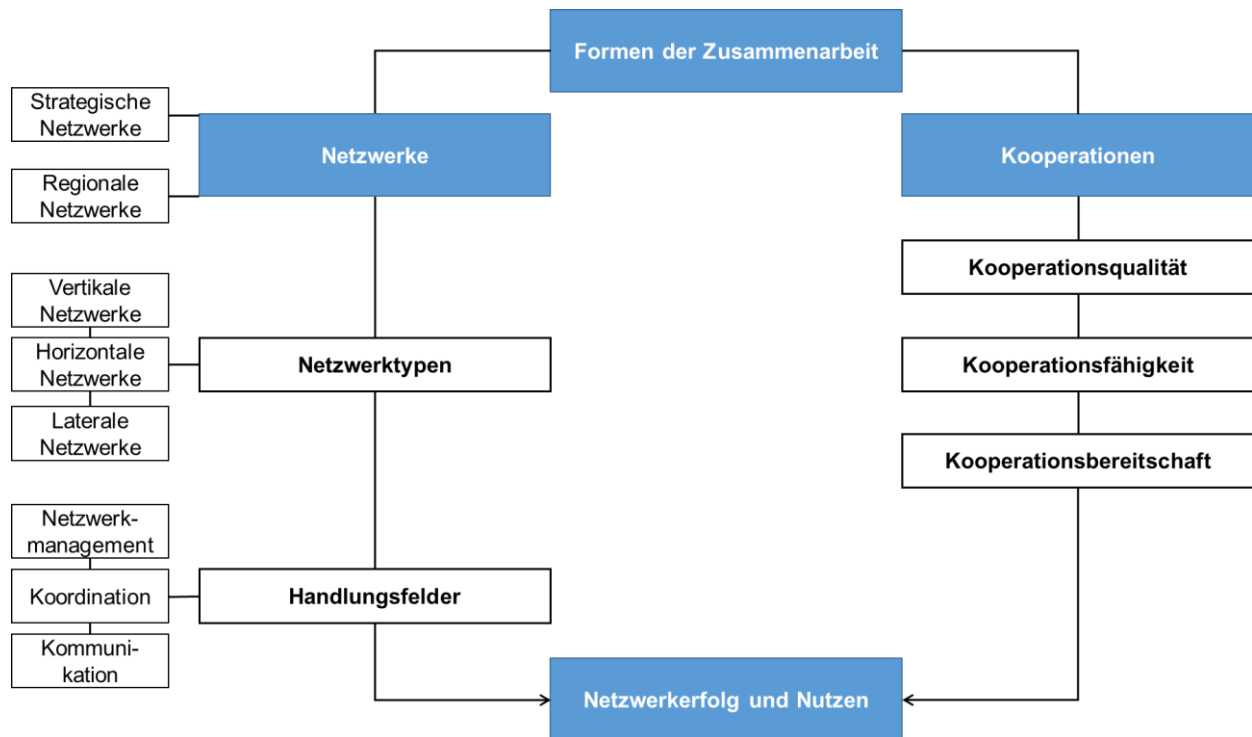 Formen der Zusammenarbeit
Strategische
Netzwerke
Netzwerke
Kooperationen
Regionale
Netzwerke
Kooperationsqualität
Vertikale
Netzwerke
Horizontale
Netzwerke
Netzwerktypen
Kooperationsfähigkeit
Laterale
Netzwerke
Kooperationsbereitschaft
Netzwerk-
management
Koordination
Handlungsfelder
Kommuni-
kation
Netzwerkerfolg und Nutzen